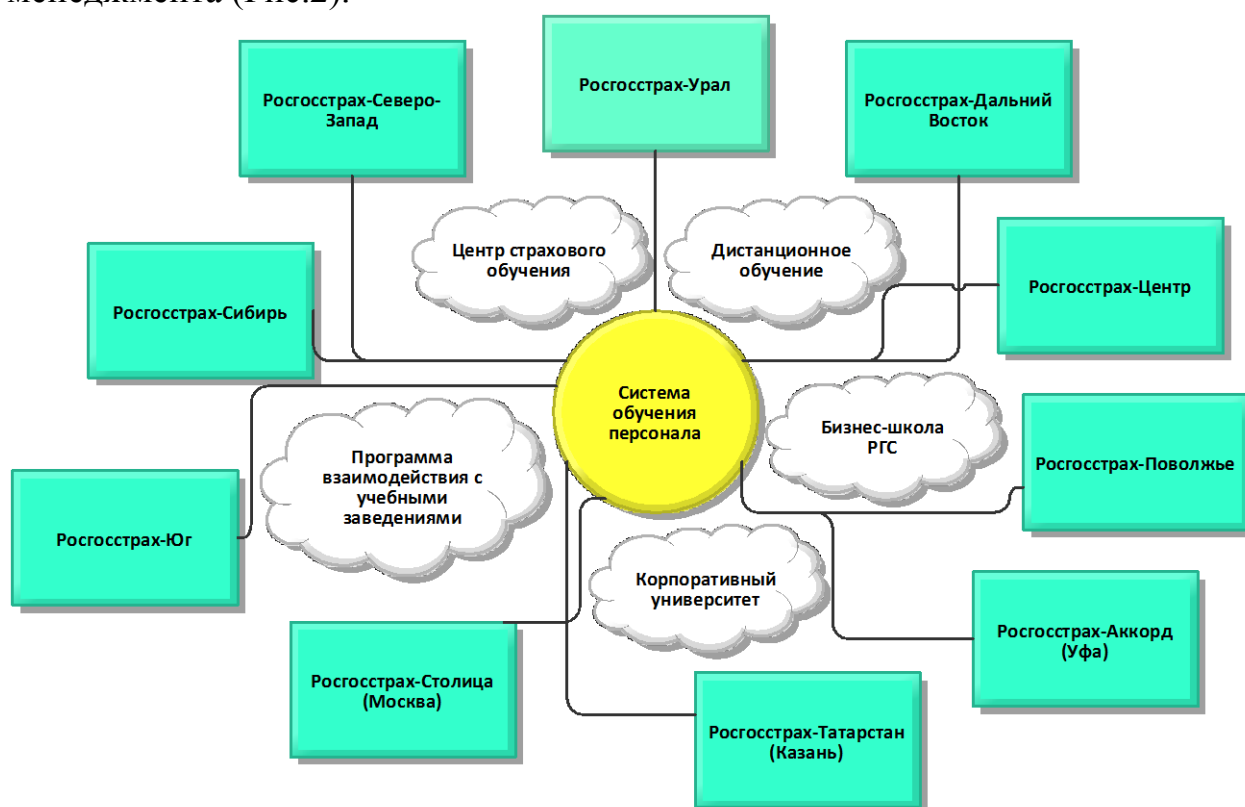 менеджмента (Рис.2).
Росгосстрах-Урал
Росгосстрах-Северо-
Запад
Росгосстрах-Дальний
Восток
Центр страхового
обучения
Дистанционное
обучение
Росгосстрах-Центр
Росгосстрах-Сибирь
Система
обучения
персонала
Бизнес-школа
РГС
Программа
взаимодействия с
учебными
заведениями
Росгосстрах-Поволжье
Росгосстрах-Юг
Корпоративный
университет
Росгосстрах-Аккорд
(Уфа)
Росгосстрах-Столица
(Москва)
Росгосстрах-Татарстан
(Казань)